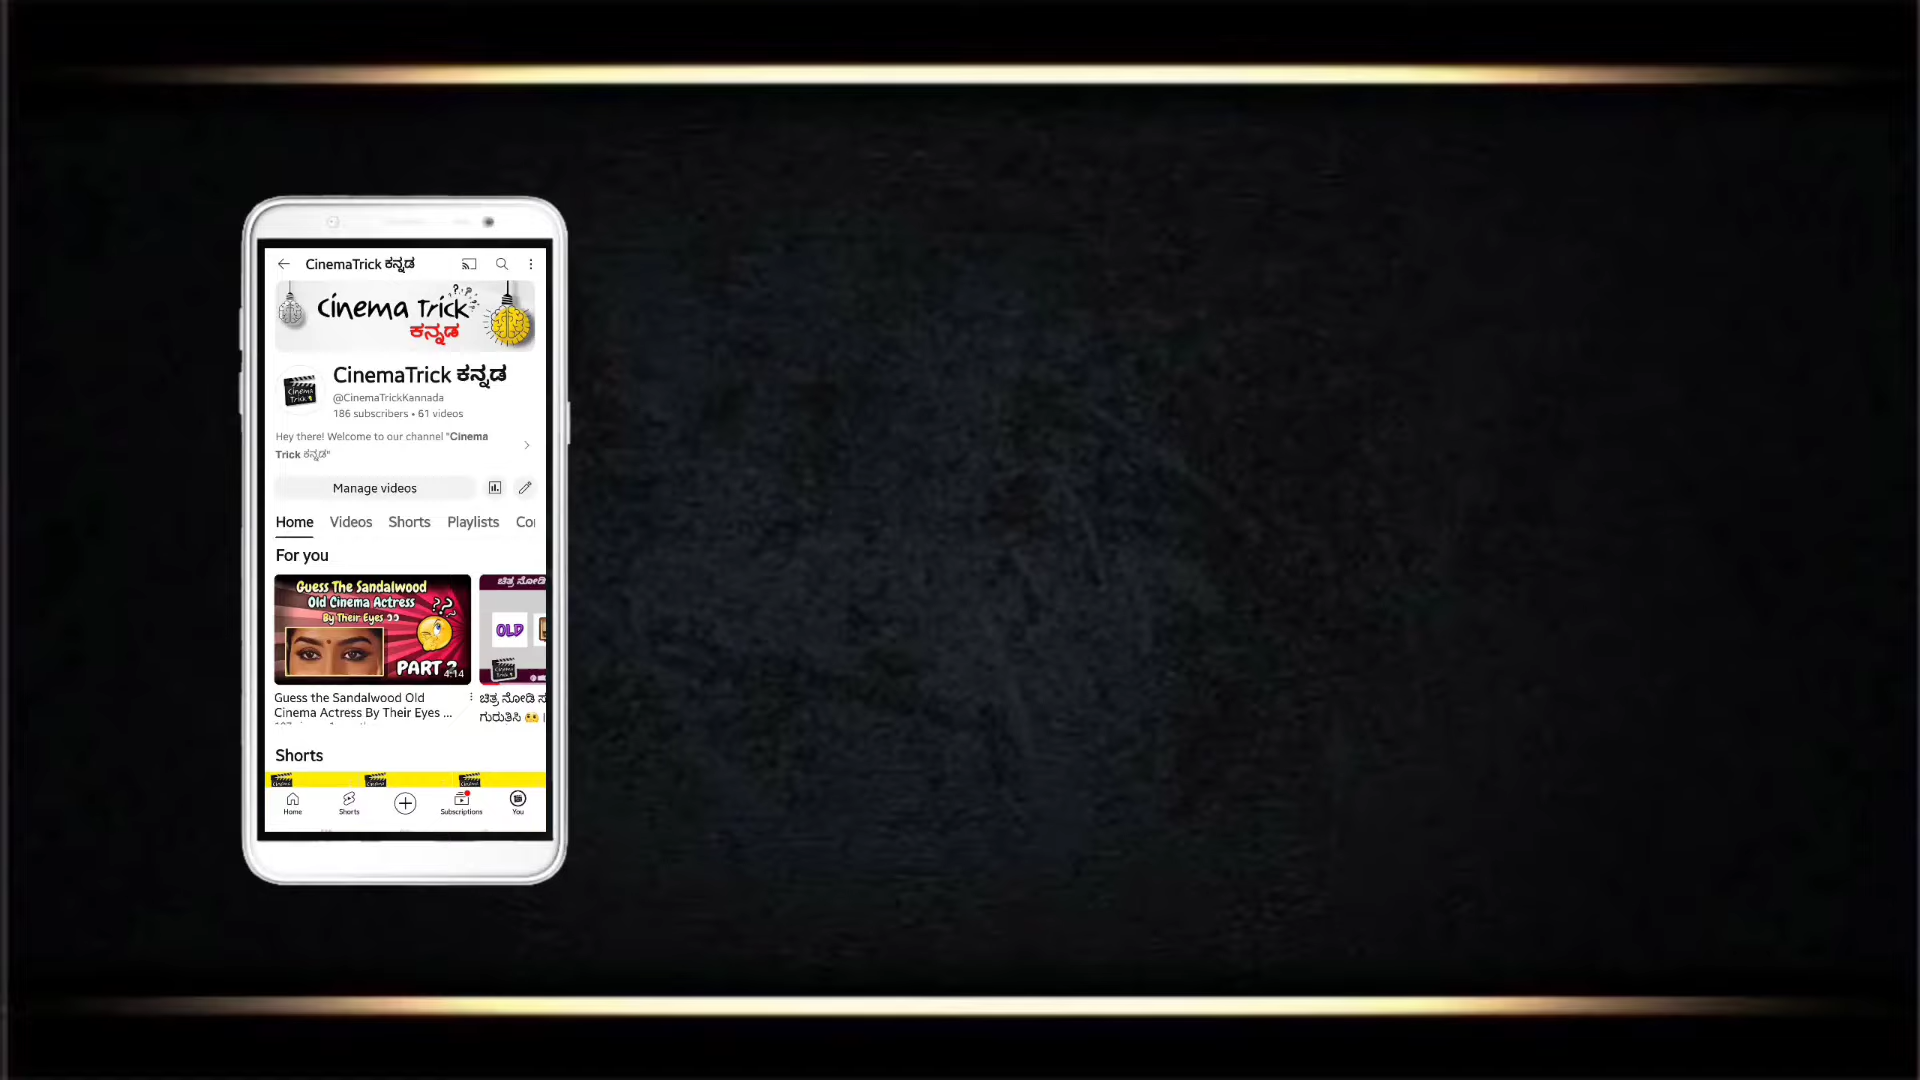 CinemaTrick ಕನ್ನಡ
Cinema Trick
ಕನ್ನಡ
CinemaTrick ಕನ್ನಡ
Cinema
Trick
@CinemaTrickKannada
186 subscribers • 61 videos
Hey there! Welcome to our channel "Cinema
Trick ಕನ್ನಡ"
Manage videos
Home Videos Shorts Playlists Co
For you
Guess The Sandalwood
Old Cinema Actress
By Their Eyes
PART 2
4:14
ಚಿತ್ರ ನೋಡಿ
OLD
Guess the Sandalwood Old
Cinema Actress By Their Eyes ...
ಚಿತ್ರ ನೋಡಿ ಸ
ಗುರುತಿಸಿ
Shorts
Home Shorts Subscriptions You